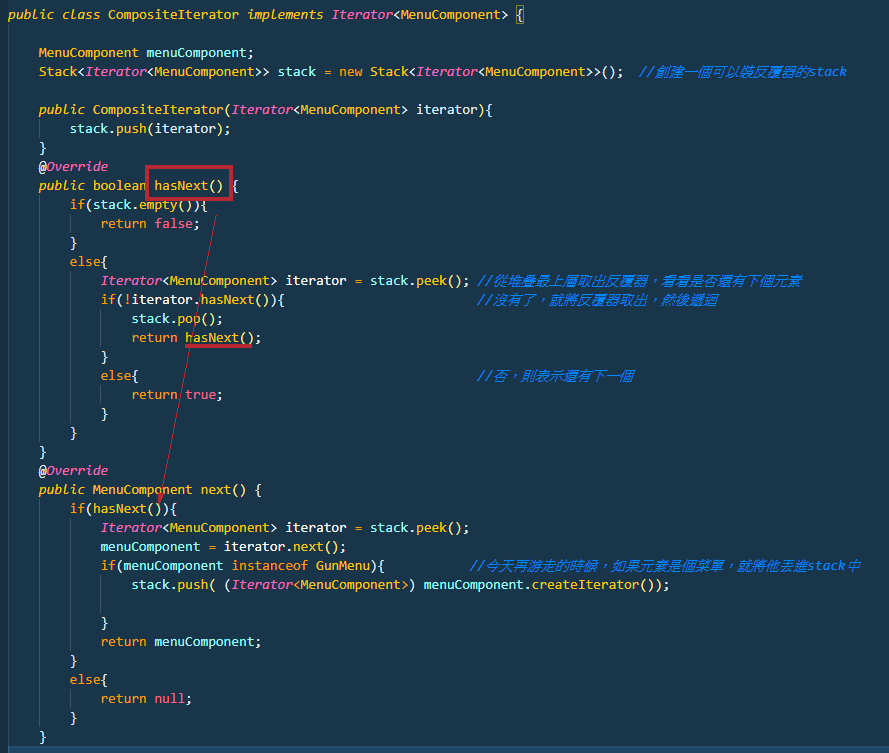 public class CompositeIterator implements Iterator<MenuComponent> {
MenuComponent menuComponent;
Stack<Iterator<MenuComponent>> stack = new Stack<Iterator<MenuComponent>>(); //創建一個可以裝反覆器的stack
public CompositeIterator(Iterator<MenuComponent> iterator){
stack.push(iterator);
}
@Override
public boolean hasNext() {
if(stack.empty()){
return false;
}
else{
Iterator<MenuComponent> iterator = stack.peek(); //從堆疊最上層取出反覆器，看看是否還有下個元素
if(!iterator.hasNext()){ //沒有了，就將反覆器取出，然後遞迴
stack.pop();
return hasNext();
}
else{ //否，則表示還有下一個
return true;
}
}
}
@Override
public MenuComponent next() {
if(hasNext()){
Iterator<MenuComponent> iterator = stack.peek();
menuComponent = iterator.next();
if(menuComponent instanceof GunMenu){ //今天再游走的時候，如果元素是個菜單，就將他丟進stack中
stack.push( (Iterator<MenuComponent>) menuComponent.createIterator());
}
return menuComponent;
}
else{
return null;
}
}